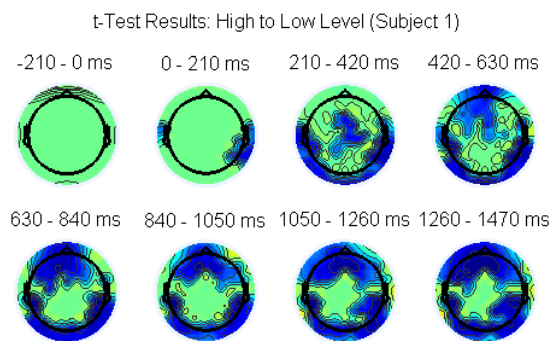 t-Test Results: High to Low Level (Subject 1)
-210 - 0 ms
0 - 210 ms
210 - 420 ms
420 - 630 ms
630 - 840 ms
840 - 1050 ms
1050 - 1260 ms
1260 - 1470 ms